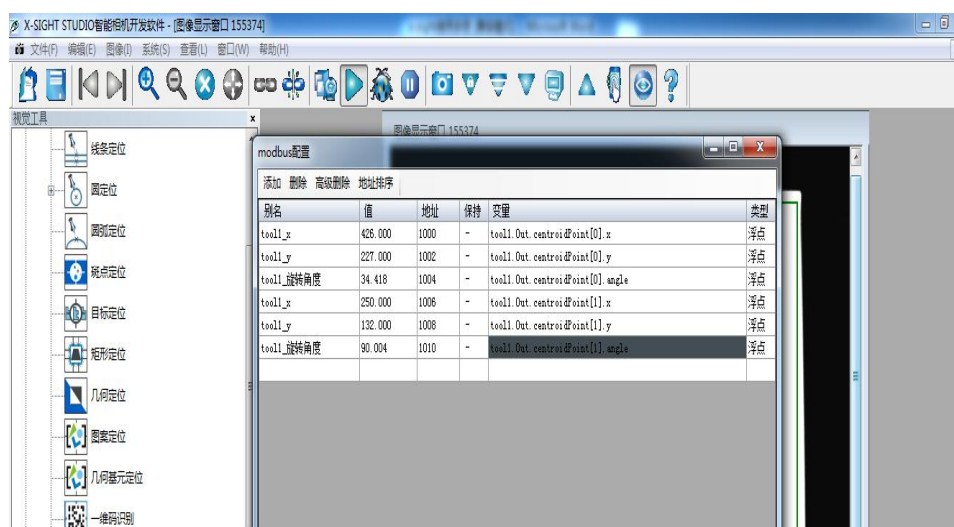 X-SIGHT STUDIO智能相机开发软件 - [图像显示窗口 155374]
文件(F) 编辑(E) 图像(I) 系统(S) 查看(L) 窗口(W) 帮助(H)
视觉工具 x
图像显示窗口 155374
线条定位
圆定位
圆弧定位
斑点定位
目标定位
矩形定位
几何定位
图案定位
几何基元定位
一维码识别
modbus配置
添加 删除 高级删除 地址排序
别名 值 地址 保持 变量 类型
tool1_x 426.000 1000 - tool1.Out.centroidPoint[0].x 浮点
tool1_y 227.000 1002 - tool1.Out.centroidPoint[0].y 浮点
tool1_旋转角度 34.418 1004 - tool1.Out.centroidPoint[0].angle 浮点
tool1_x 250.000 1006 - tool1.Out.centroidPoint[1].x 浮点
tool1_y 132.000 1008 - tool1.Out.centroidPoint[1].y 浮点
tool1_旋转角度 90.004 1010 - tool1.Out.centroidPoint[1].angle 浮点